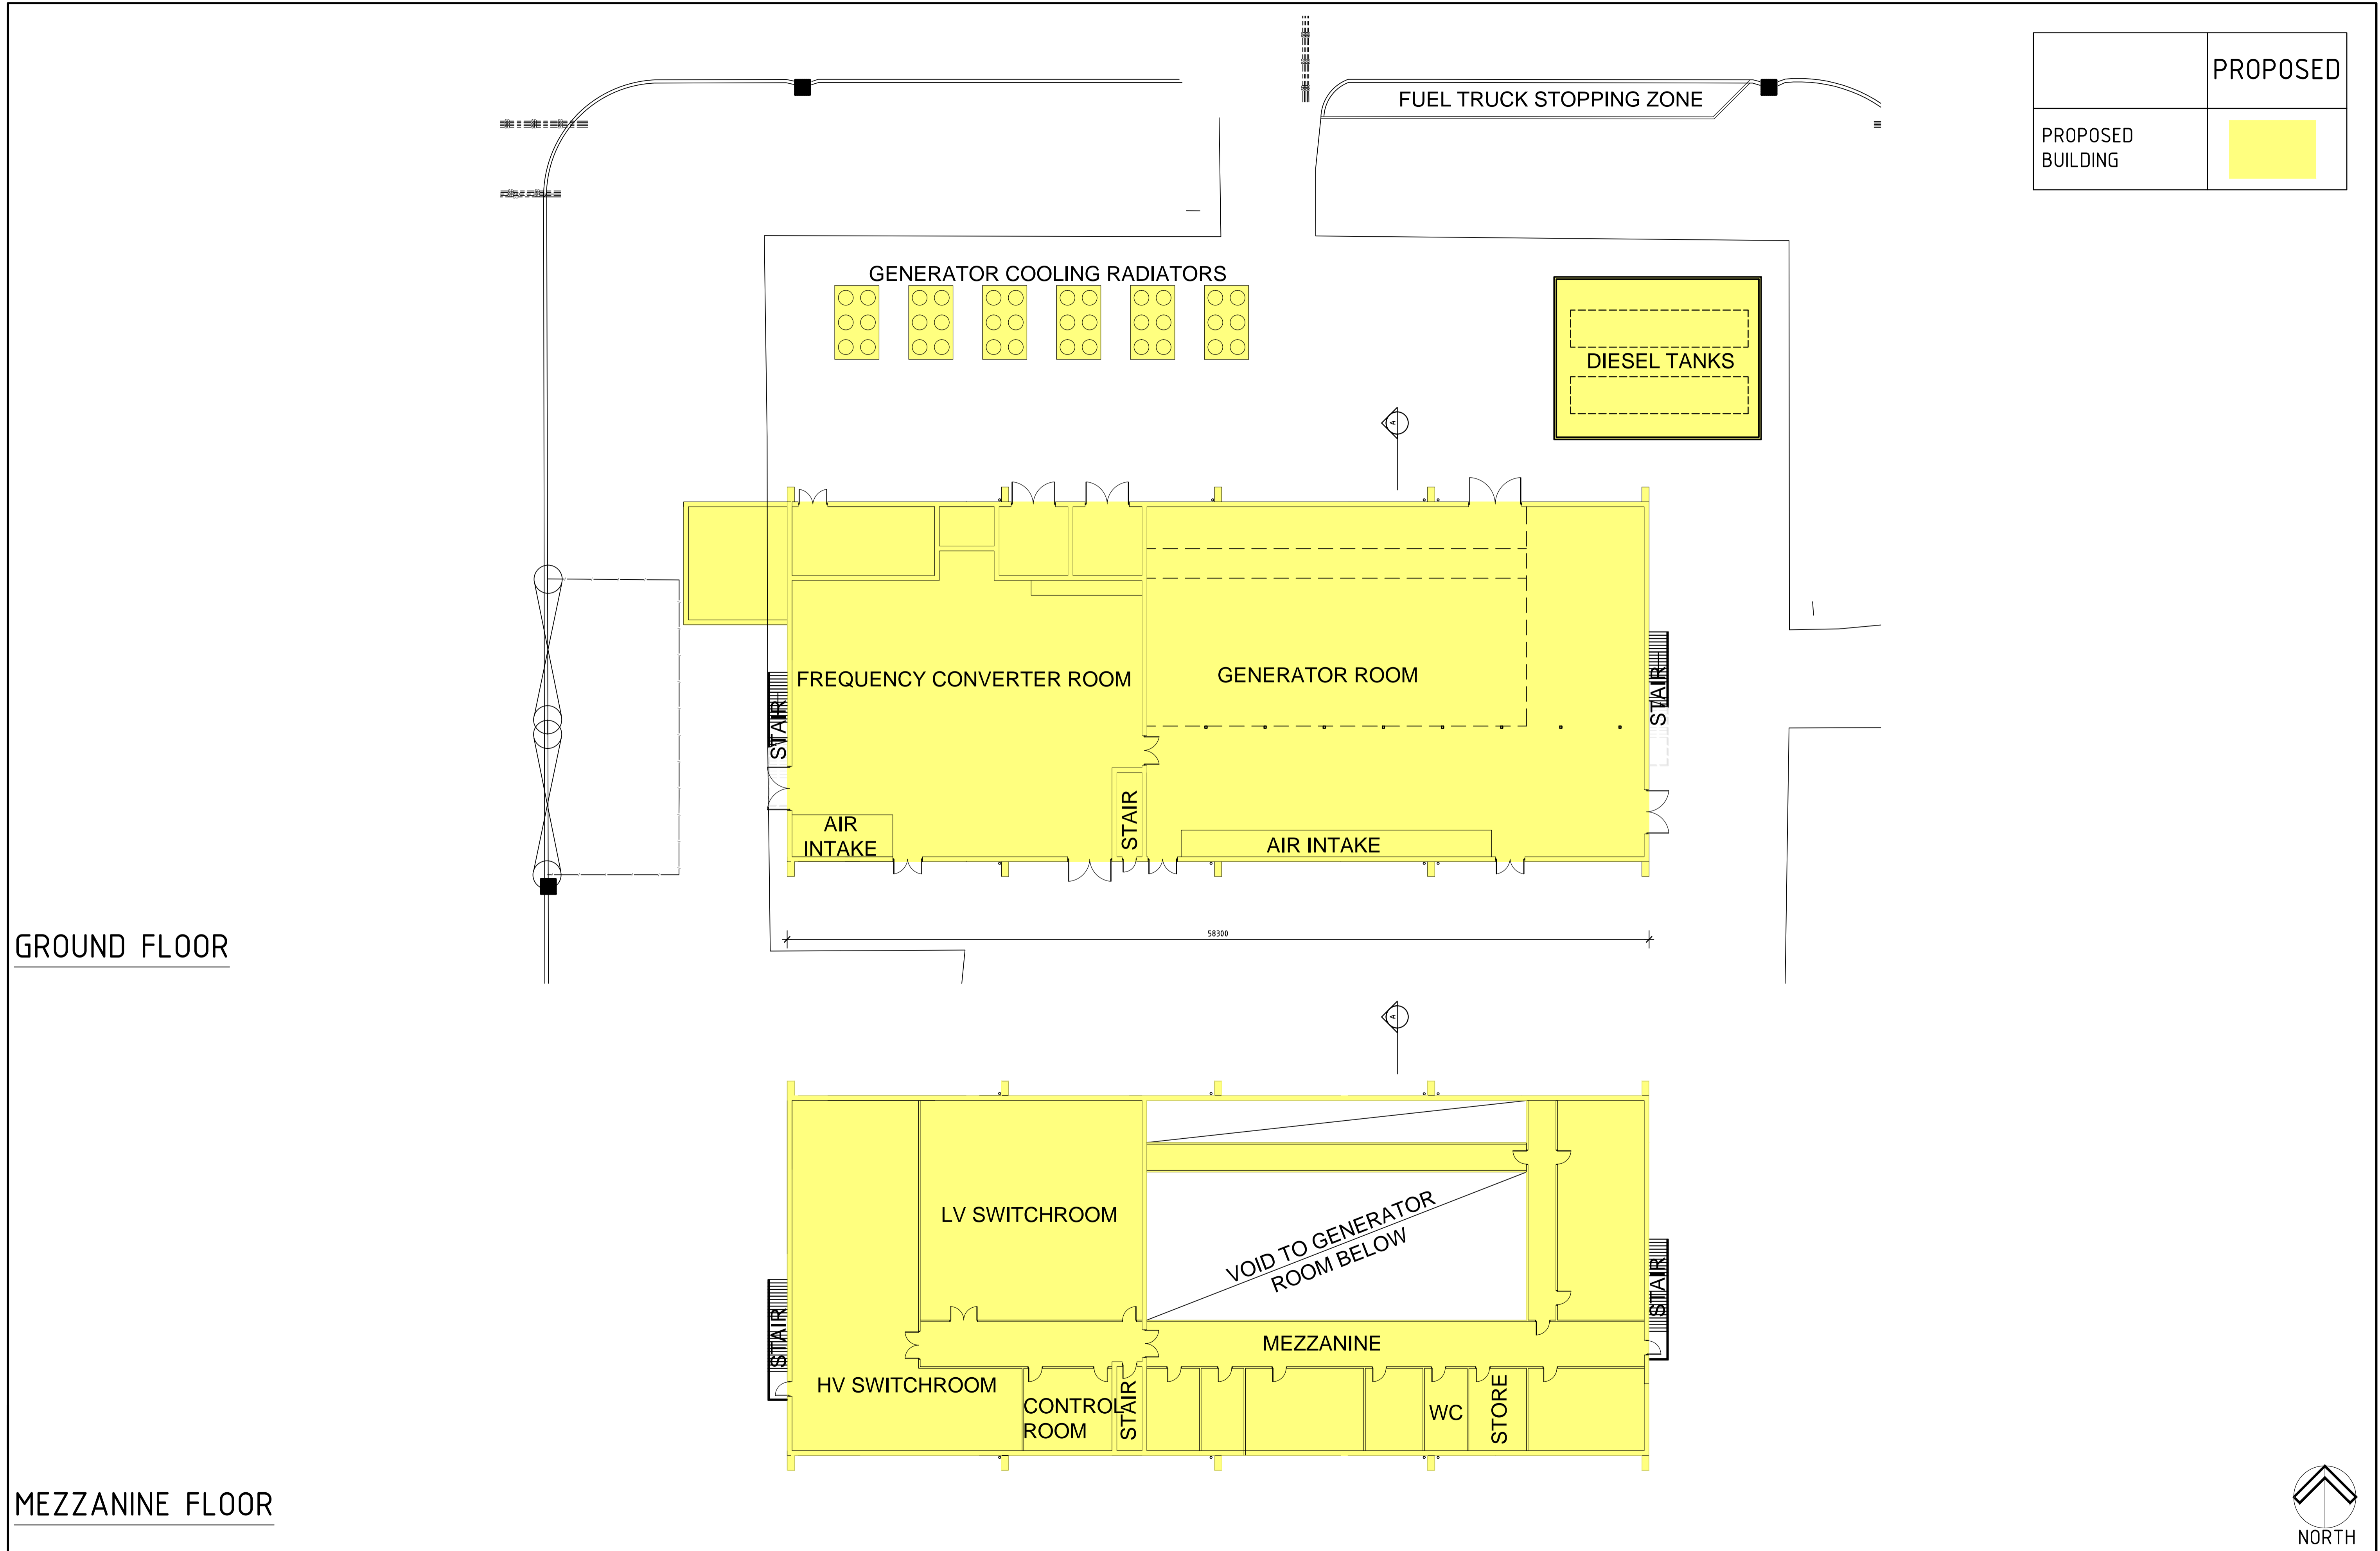 PROPOSED
PROPOSED
BUILDING
FUEL TRUCK STOPPING ZONE
GENERATOR COOLING RADIATORS
DIESEL TANKS
A
FREQUENCY CONVERTER ROOM
GENERATOR ROOM
STAIR
STAIR
AIR
INTAKE
STAIR
AIR INTAKE
58300
GROUND FLOOR
A
LV SWITCHROOM
VOID TO GENERATOR
ROOM BELOW
STAIR
STAIR
MEZZANINE
HV SWITCHROOM
CONTROL
ROOM
STAIR
WC
STORE
MEZZANINE FLOOR
NORTH